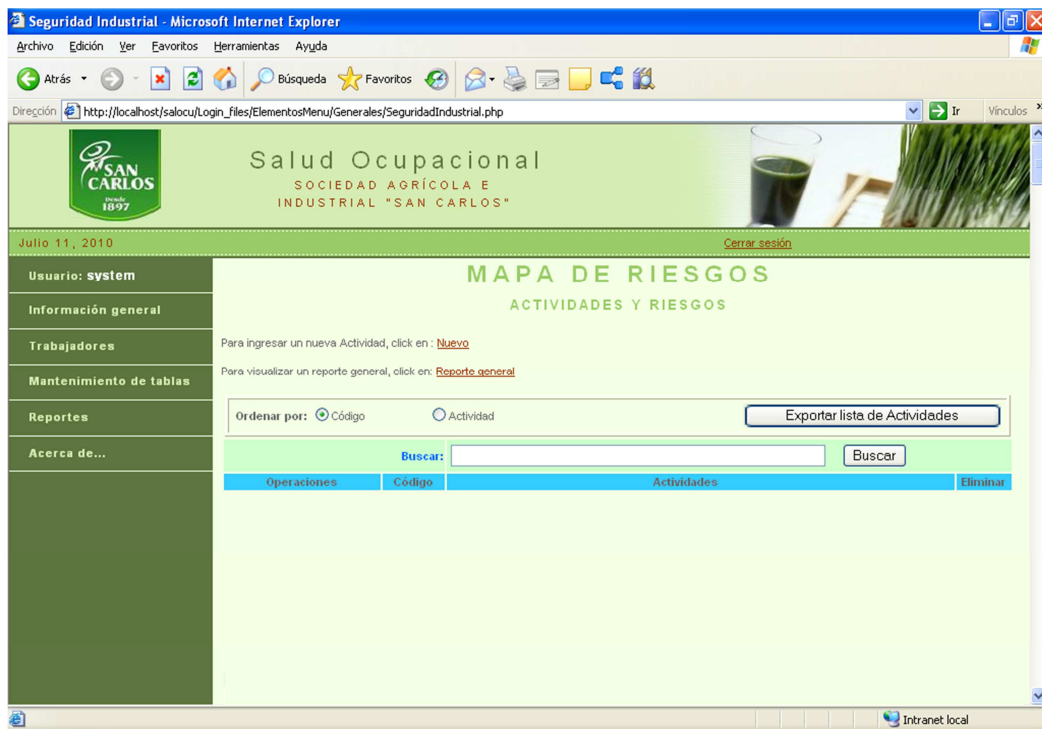 Seguridad Industrial - Microsoft Internet Explorer
Archivo Edición Ver Favoritos Herramientas Ayuda
Atrás Búsqueda Favoritos
Dirección http://localhost/salocu/Login_files/ElementosMenu/Generales/SeguridadIndustrial.php Ir Vínculos »
SAN CARLOS
Desde
1897
Salud Ocupacional
SOCIEDAD AGRÍCOLA E
INDUSTRIAL "SAN CARLOS"
Julio 11, 2010 Cerrar sesión
Usuario: system
Información general
Trabajadores
Mantenimiento de tablas
Reportes
Acerca de...
MAPA DE RIESGOS
ACTIVIDADES Y RIESGOS
Para ingresar un nueva Actividad, click en : Nuevo
Para visualizar un reporte general, click en: Reporte general
Ordenar por: Código Actividad Exportar lista de Actividades
Buscar: Buscar
Operaciones Código Actividades Eliminar
Intranet local